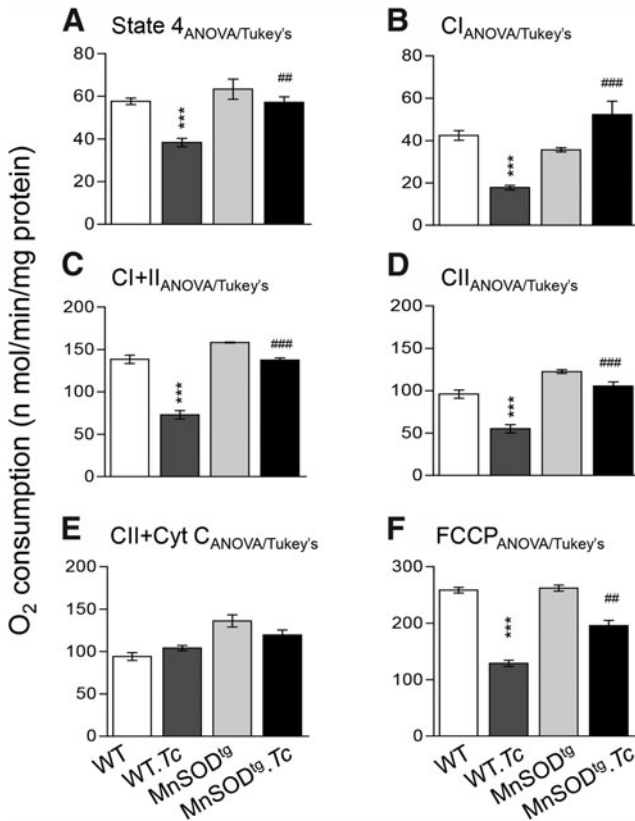 A State 4ANOVA/Tukey's
80
60
40
20
0
***
##
B CIANOVA/Tukey's
80
60
40
20
0
***
###
C CI+IIANOVA/Tukey's
200
150
100
50
0
***
###
D CIIANOVA/Tukey's
200
150
100
50
0
***
###
E CII+Cyt CANOVA/Tukey's
200
150
100
50
0
F FCCPANOVA/Tukey's
300
200
100
0
***
##
O2 consumption (n mol/min/mg protein)
WT
WT.Tc
MnSODtg
MnSODtg.Tc
WT
WT.Tc
MnSODtg
MnSODtg.Tc